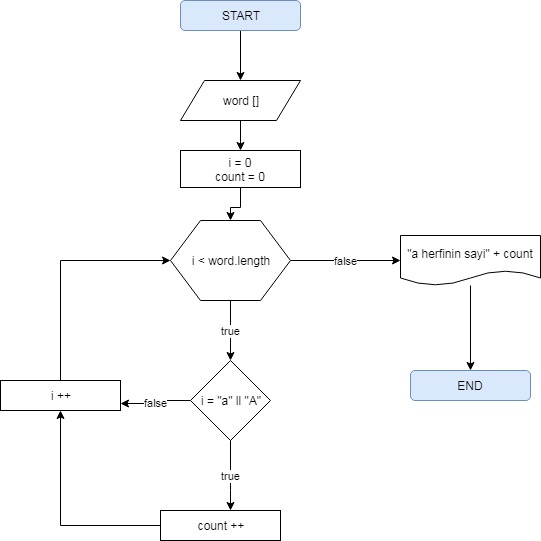 START
word []
i = 0
count = 0
i < word.length
false
"a herfinin sayi" + count
true
END
i ++
false
i = "a" || "A"
true
count ++